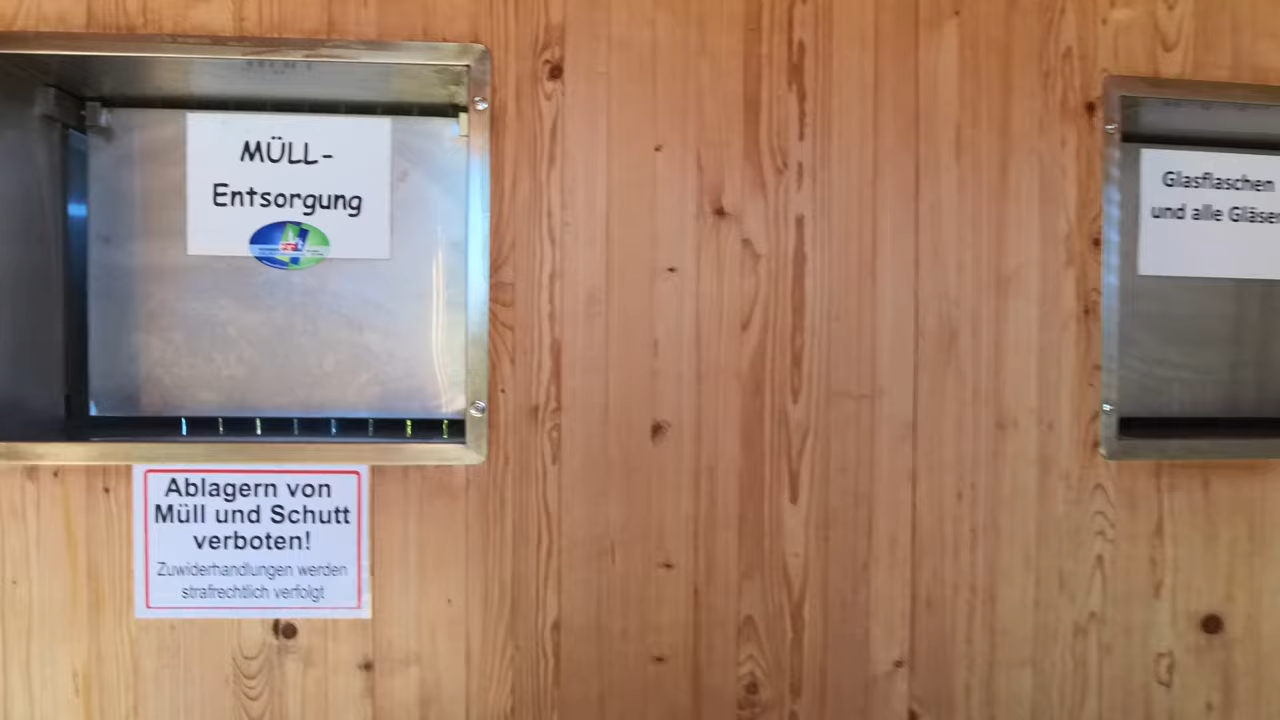 MÜLL-
Entsorgung
Ablagern von
Müll und Schutt
verboten!
Zuwiderhandlungen werden
strafrechtlich verfolgt
Glasflaschen
und alle Gläser